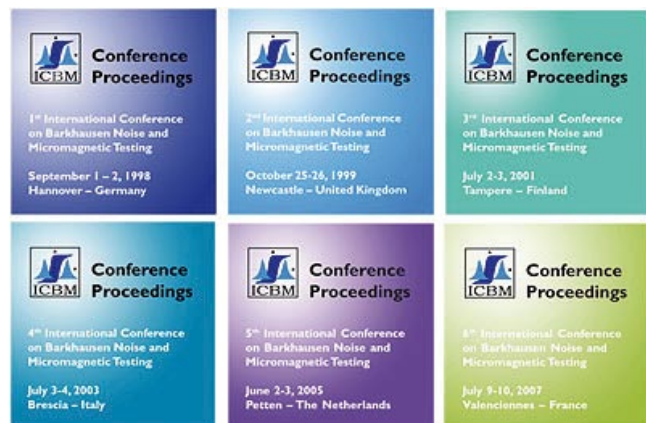 ICBM
Conference
Proceedings
1st International Conference
on Barkhausen Noise and
Micromagnetic Testing
September 1 – 2, 1998
Hannover – Germany
ICBM
Conference
Proceedings
2nd International Conference
on Barkhausen Noise and
Micromagnetic Testing
October 25-26, 1999
Newcastle – United Kingdom
ICBM
Conference
Proceedings
3rd International Conference
on Barkhausen Noise and
Micromagnetic Testing
July 2-3, 2001
Tampere – Finland
ICBM
Conference
Proceedings
4th International Conference
on Barkhausen Noise and
Micromagnetic Testing
July 3-4, 2003
Brescia – Italy
ICBM
Conference
Proceedings
5th International Conference
on Barkhausen Noise and
Micromagnetic Testing
June 2-3, 2005
Petten – The Netherlands
ICBM
Conference
Proceedings
6th International Conference
on Barkhausen Noise and
Micromagnetic Testing
July 9-10, 2007
Valenciennes – France